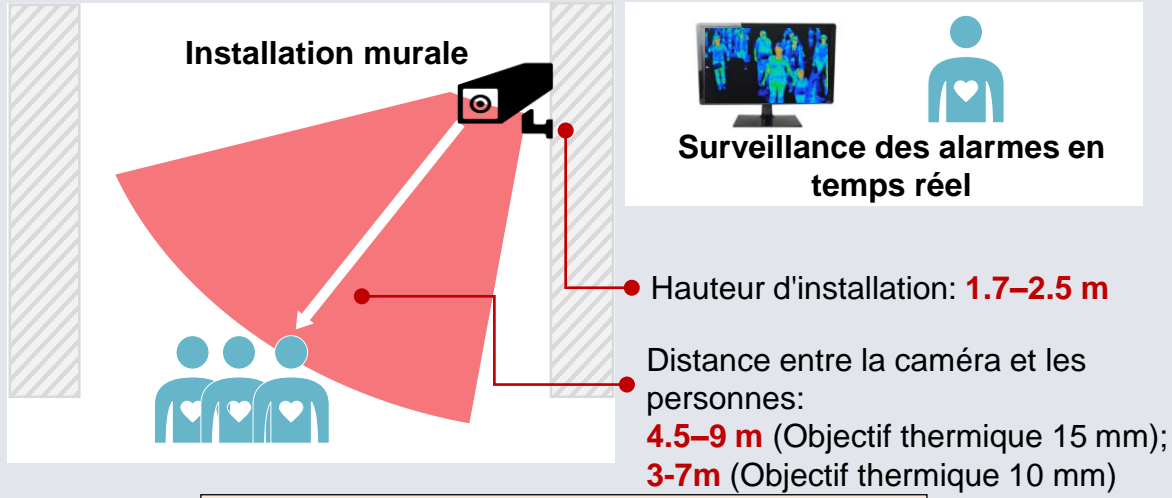 Installation murale
Surveillance des alarmes en
temps réel
Hauteur d'installation: 1.7–2.5 m
Distance entre la caméra et les
personnes:
4.5–9 m (Objectif thermique 15 mm);
3-7m (Objectif thermique 10 mm)